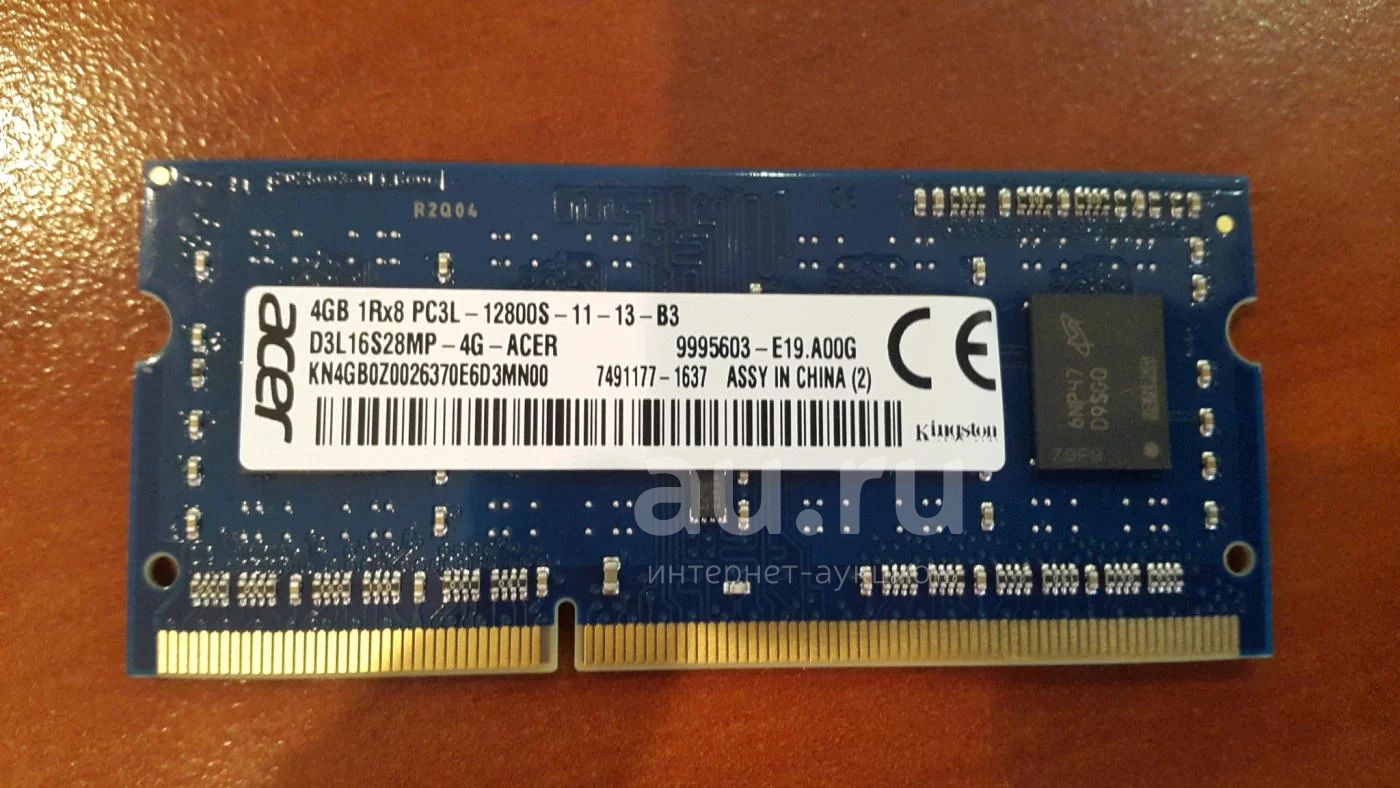 R2Q04
acer
4GB 1Rx8 PC3L-12800S-11-13-B3
D3L16S28MP-4G-ACER 9995603-E19.A00G
KN4GB0Z0026370E6D3MN00 7491177-1637 ASSY IN CHINA (2)
CE
Kingston
6NP47
D9SGQ
79P9
au.ru
интернет-аукцион